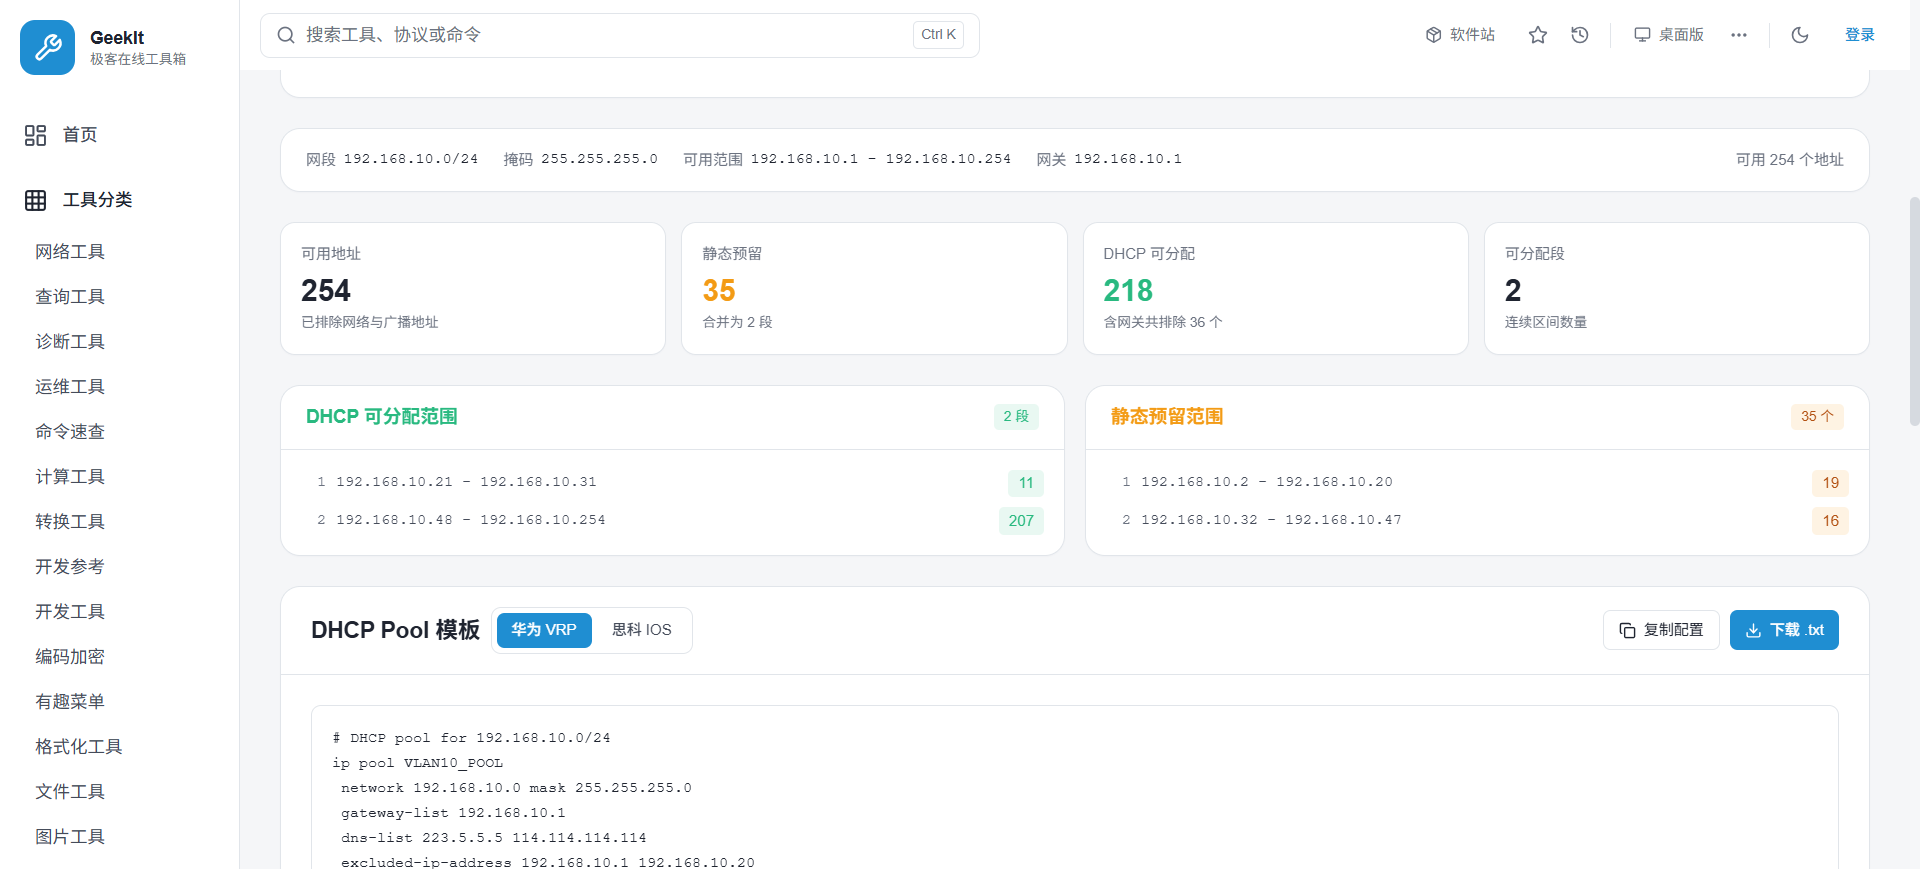 GeekIt
极客在线工具箱
搜索工具、协议或命令
Ctrl K
软件站
桌面版
登录
首页
工具分类
网络工具
查询工具
诊断工具
运维工具
命令速查
计算工具
转换工具
开发参考
开发工具
编码加密
有趣菜单
格式化工具
文件工具
图片工具
网段 192.168.10.0/24 掩码 255.255.255.0 可用范围 192.168.10.1 - 192.168.10.254 网关 192.168.10.1 可用 254 个地址
可用地址
254
已排除网络与广播地址
静态预留
35
合并为 2 段
DHCP 可分配
218
含网关共排除 36 个
可分配段
2
连续区间数量
DHCP 可分配范围 2 段
1 192.168.10.21 - 192.168.10.31 11
2 192.168.10.48 - 192.168.10.254 207
静态预留范围 35 个
1 192.168.10.2 - 192.168.10.20 19
2 192.168.10.32 - 192.168.10.47 16
DHCP Pool 模板 华为 VRP 思科 IOS 复制配置 下载 .txt
# DHCP pool for 192.168.10.0/24
ip pool VLAN10_POOL
network 192.168.10.0 mask 255.255.255.0
gateway-list 192.168.10.1
dns-list 223.5.5.5 114.114.114.114
excluded-ip-address 192.168.10.1 192.168.10.20